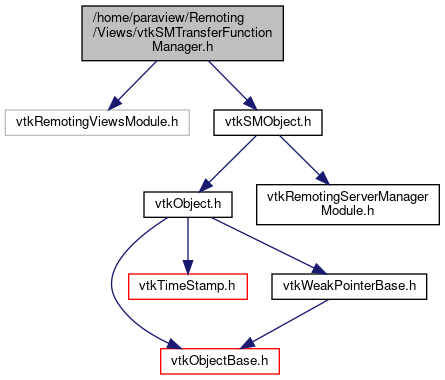 /home/paraview/Remoting
/Views/vtkSMTransferFunction
Manager.h
vtkRemotingViewsModule.h
vtkSMObject.h
vtkObject.h
vtkRemotingServerManager
Module.h
vtkTimeStamp.h
vtkWeakPointerBase.h
vtkObjectBase.h